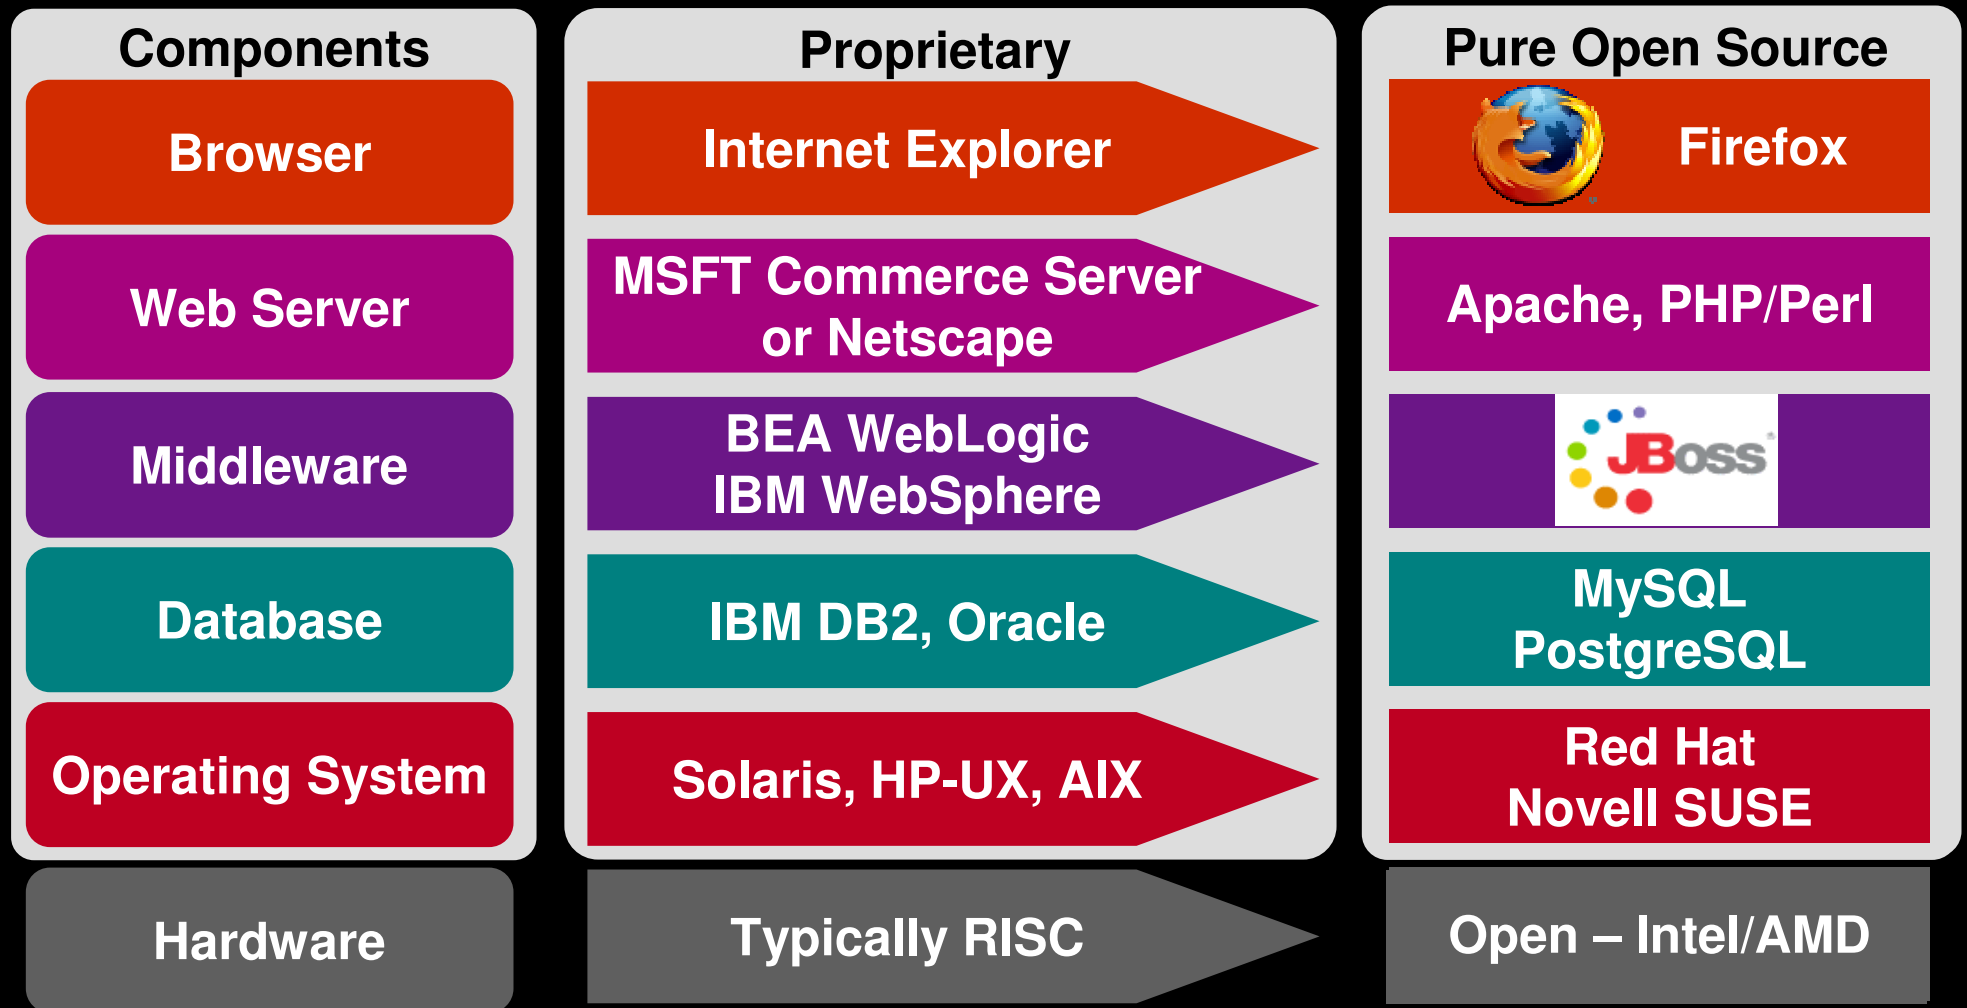 Components
Proprietary
Pure Open Source
Browser
Internet Explorer
Firefox
Web Server
MSFT Commerce Server
or Netscape
Apache, PHP/Perl
Middleware
BEA WebLogic
IBM WebSphere
JBoss
Database
IBM DB2, Oracle
MySQL
PostgreSQL
Operating System
Solaris, HP-UX, AIX
Red Hat
Novell SUSE
Hardware
Typically RISC
Open – Intel/AMD